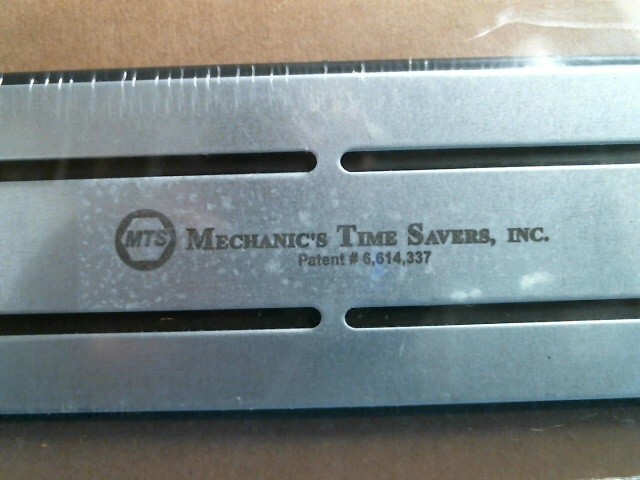 MTS MECHANIC'S TIME SAVERS, INC.
Patent # 6,614,337